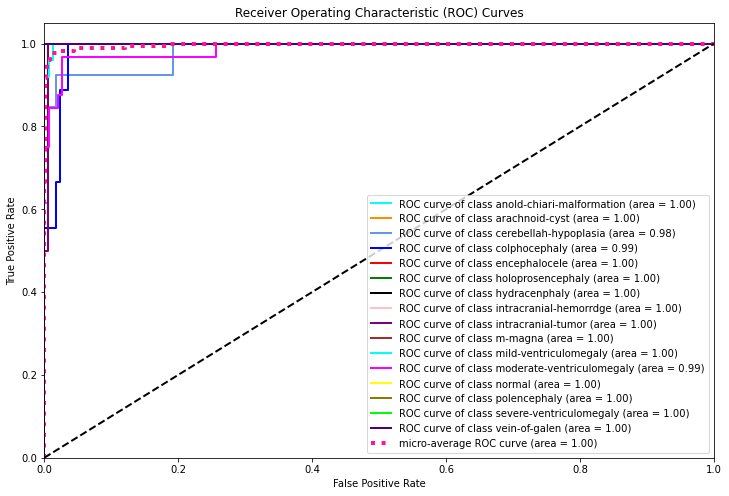 Receiver Operating Characteristic (ROC) Curves
True Positive Rate
1.0
0.8
0.6
0.4
0.2
0.0
ROC curve of class anold-chiari-malformation (area = 1.00)
ROC curve of class arachnoid-cyst (area = 1.00)
ROC curve of class cerebellah-hypoplasia (area = 0.98)
ROC curve of class colphocephaly (area = 0.99)
ROC curve of class encephalocele (area = 1.00)
ROC curve of class holoprosencephaly (area = 1.00)
ROC curve of class hydracenphaly (area = 1.00)
ROC curve of class intracranial-hemorrdge (area = 1.00)
ROC curve of class intracranial-tumor (area = 1.00)
ROC curve of class m-magna (area = 1.00)
ROC curve of class mild-ventriculomegaly (area = 1.00)
ROC curve of class moderate-ventriculomegaly (area = 0.99)
ROC curve of class normal (area = 1.00)
ROC curve of class polencephaly (area = 1.00)
ROC curve of class severe-ventriculomegaly (area = 1.00)
ROC curve of class vein-of-galen (area = 1.00)
micro-average ROC curve (area = 1.00)
0.0 0.2 0.4 0.6 0.8 1.0
False Positive Rate